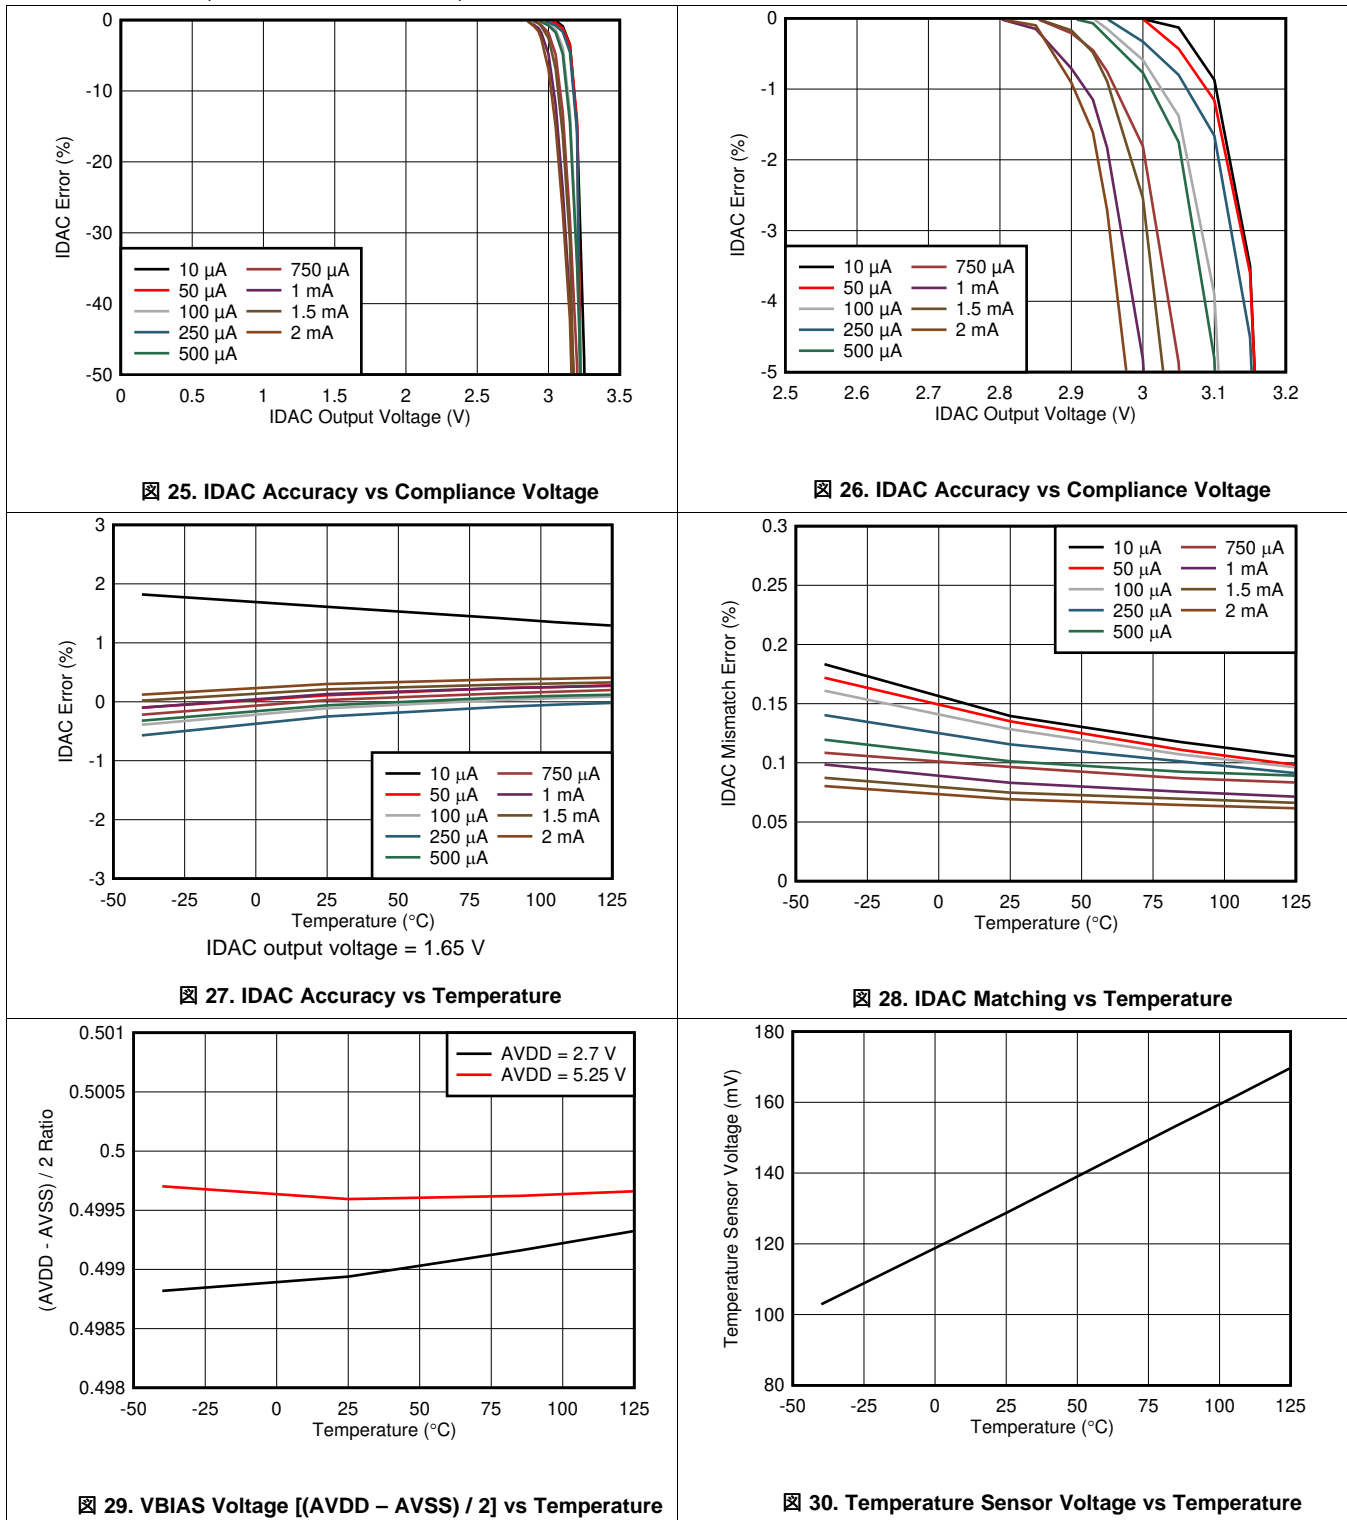 0
-10
-20
-30
-40
-50
IDAC Error (%)
10 µA
50 µA
100 µA
250 µA
500 µA
750 µA
1 mA
1.5 mA
2 mA
0 0.5 1 1.5 2 2.5 3 3.5
IDAC Output Voltage (V)
図 25. IDAC Accuracy vs Compliance Voltage
0
-1
-2
-3
-4
-5
IDAC Error (%)
10 µA
50 µA
100 µA
250 µA
500 µA
750 µA
1 mA
1.5 mA
2 mA
2.5 2.6 2.7 2.8 2.9 3 3.1 3.2
IDAC Output Voltage (V)
図 26. IDAC Accuracy vs Compliance Voltage
3
2
1
0
-1
-2
-3
IDAC Error (%)
10 µA
50 µA
100 µA
250 µA
500 µA
750 µA
1 mA
1.5 mA
2 mA
-50 -25 0 25 50 75 100 125
Temperature (°C)
IDAC output voltage = 1.65 V
図 27. IDAC Accuracy vs Temperature
0.3
0.25
0.2
0.15
0.1
0.05
0
IDAC Mismatch Error (%)
10 µA
50 µA
100 µA
250 µA
500 µA
750 µA
1 mA
1.5 mA
2 mA
-50 -25 0 25 50 75 100 125
Temperature (°C)
図 28. IDAC Matching vs Temperature
0.501
0.5005
0.5
0.4995
0.499
0.4985
0.498
(AVDD - AVSS) / 2 Ratio
AVDD = 2.7 V
AVDD = 5.25 V
-50 -25 0 25 50 75 100 125
Temperature (°C)
図 29. VBIAS Voltage [(AVDD – AVSS) / 2] vs Temperature
180
160
140
120
100
80
Temperature Sensor Voltage (mV)
-50 -25 0 25 50 75 100 125
Temperature (°C)
図 30. Temperature Sensor Voltage vs Temperature